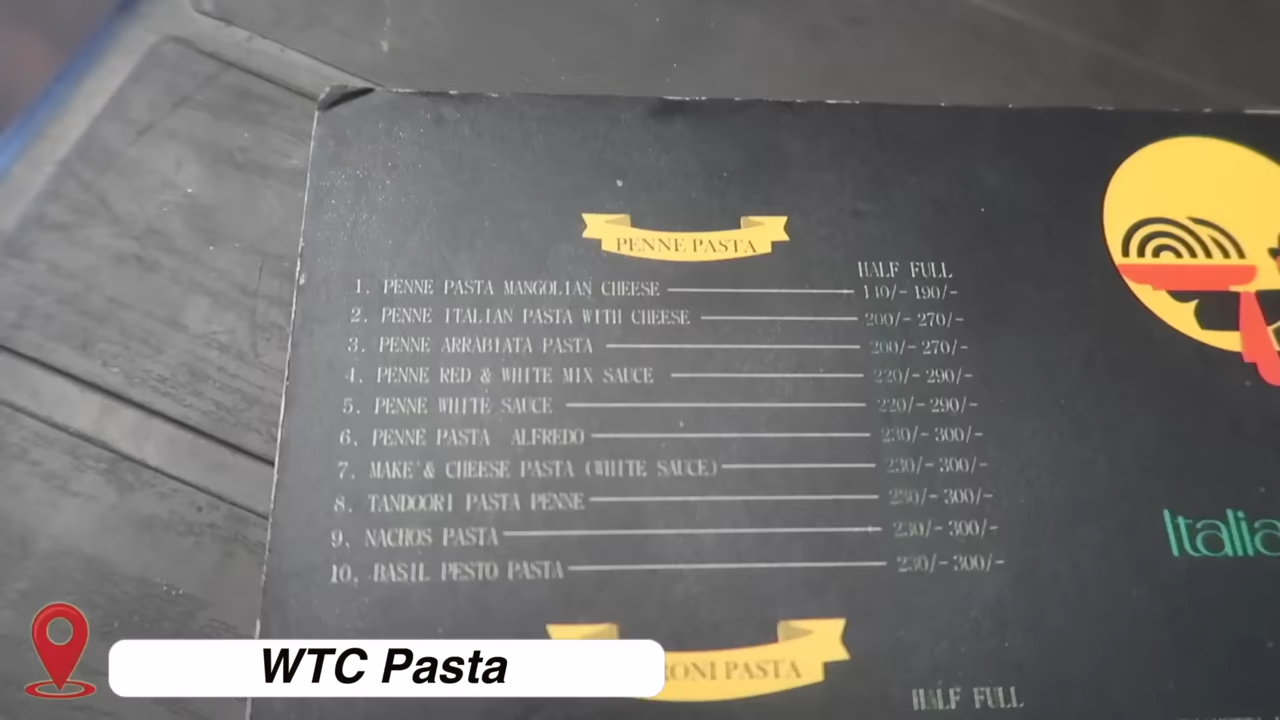 PENNE PASTA
HALF FULL
1. PENNE PASTA MANGOLIAN CHEESE 140/- 190/-
2. PENNE ITALIAN PASTA WITH CHEESE 200/- 270/-
3. PENNE ARRABIATA PASTA 200/- 270/-
4. PENNE RED & WHITE MIX SAUCE 220/- 290/-
5. PENNE WHITE SAUCE 220/- 290/-
6. PENNE PASTA ALFREDO 230/- 300/-
7. MAKE'& CHEESE PASTA (WHITE SAUCE) 230/- 300/-
8. TANDOORI PASTA PENNE 230/- 300/-
9. NACHOS PASTA 230/- 300/-
10. BASIL PESTO PASTA 230/- 300/-
Italia
RONI PASTA
HALF FULL
WTC Pasta